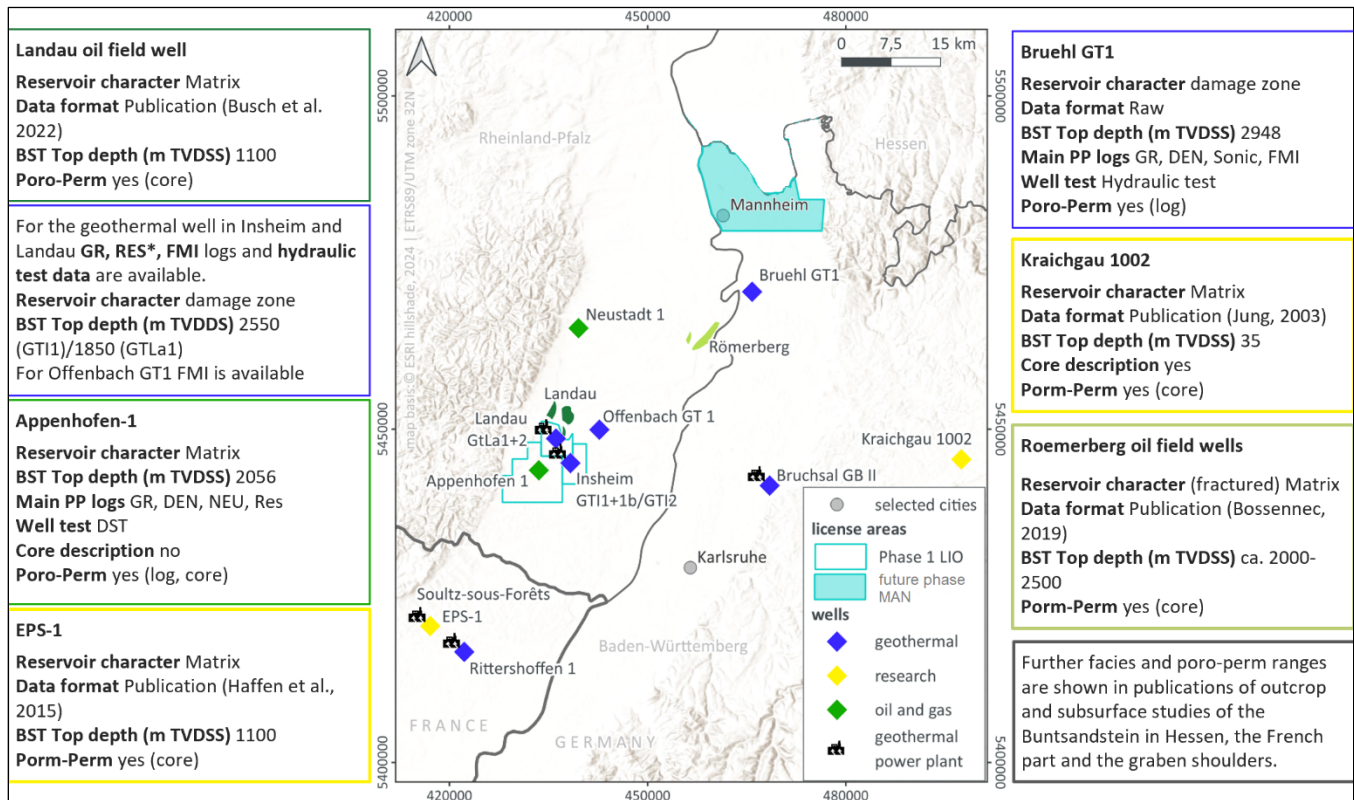 Landau oil field well
Reservoir character Matrix
Data format Publication (Busch et al.
2022)
BST Top depth (m TVDSS) 1100
Poro-Perm yes (core)
For the geothermal well in Insheim and
Landau GR, RES*, FMI logs and hydraulic
test data are available.
Reservoir character damage zone
BST Top depth (m TVDDS) 2550
(GTI1)/1850 (GTLa1)
For Offenbach GT1 FMI is available
Appenhofen-1
Reservoir character Matrix
BST Top depth (m TVDSS) 2056
Main PP logs GR, DEN, NEU, Res
Well test DST
Core description no
Poro-Perm yes (log, core)
EPS-1
Reservoir character Matrix
Data format Publication (Haffen et al.,
2015)
BST Top depth (m TVDSS) 1100
Porm-Perm yes (core)
420000
450000
480000
0 7,5 15 km
5500000
5500000
map basis:© ESRI hillshade, 2024 | ETRS89/UTM zone 32N
Rheinland-Pfalz
Hessen
Mannheim
Bruehl GT1
Neustadt 1
Römerberg
Landau
Landau
GtLa1+2
Offenbach GT 1
5450000
5450000
Kraichgau 1002
Appenhofen 1
Insheim
GTI1+1b/GTI2
Bruchsal GB II
Karlsruhe
Soultz-sous-Forêts
EPS-1
Rittershoffen 1
Baden-Württemberg
FRANCE
GERMANY
5400000
5400000
420000
450000
480000
selected cities
license areas
Phase 1 LIO
future phase
MAN
wells
geothermal
research
oil and gas
geothermal
power plant
Bruehl GT1
Reservoir character damage zone
Data format Raw
BST Top depth (m TVDSS) 2948
Main PP logs GR, DEN, Sonic, FMI
Well test Hydraulic test
Poro-Perm yes (log)
Kraichgau 1002
Reservoir character Matrix
Data format Publication (Jung, 2003)
BST Top depth (m TVDSS) 35
Core description yes
Porm-Perm yes (core)
Roemerberg oil field wells
Reservoir character (fractured) Matrix
Data format Publication (Bossennec,
2019)
BST Top depth (m TVDSS) ca. 2000-
2500
Porm-Perm yes (core)
Further facies and poro-perm ranges
are shown in publications of outcrop
and subsurface studies of the
Buntsandstein in Hessen, the French
part and the graben shoulders.